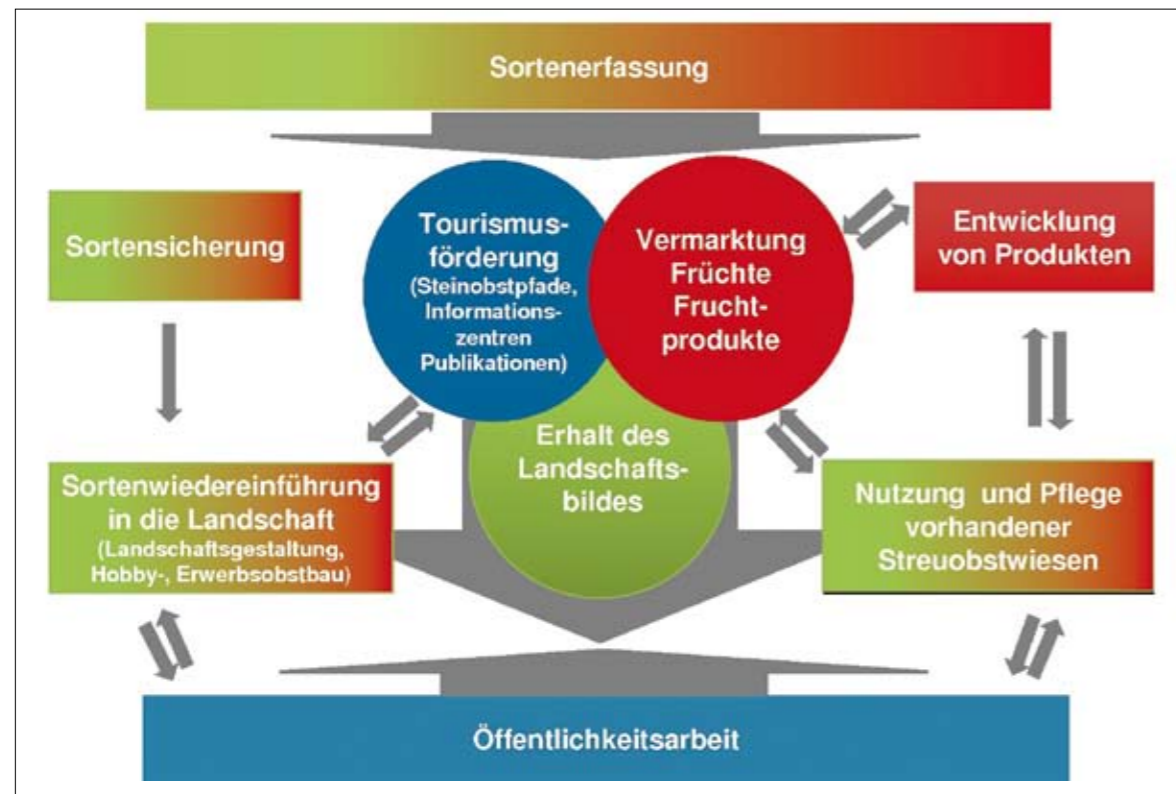 Sortenerfassung
Sortensicherung
Tourismus-
förderung
(Steinobstpfade,
Informations-
zentren
Publikationen)
Vermarktung
Früchte
Frucht-
produkte
Entwicklung
von Produkten
Erhalt des
Landschafts-
bildes
Sortenwiedereinführung
in die Landschaft
(Landschaftsgestaltung,
Hobby-, Erwerbsobstbau)
Nutzung und Pflege
vorhandener
Streuobstwiesen
Öffentlichkeitsarbeit